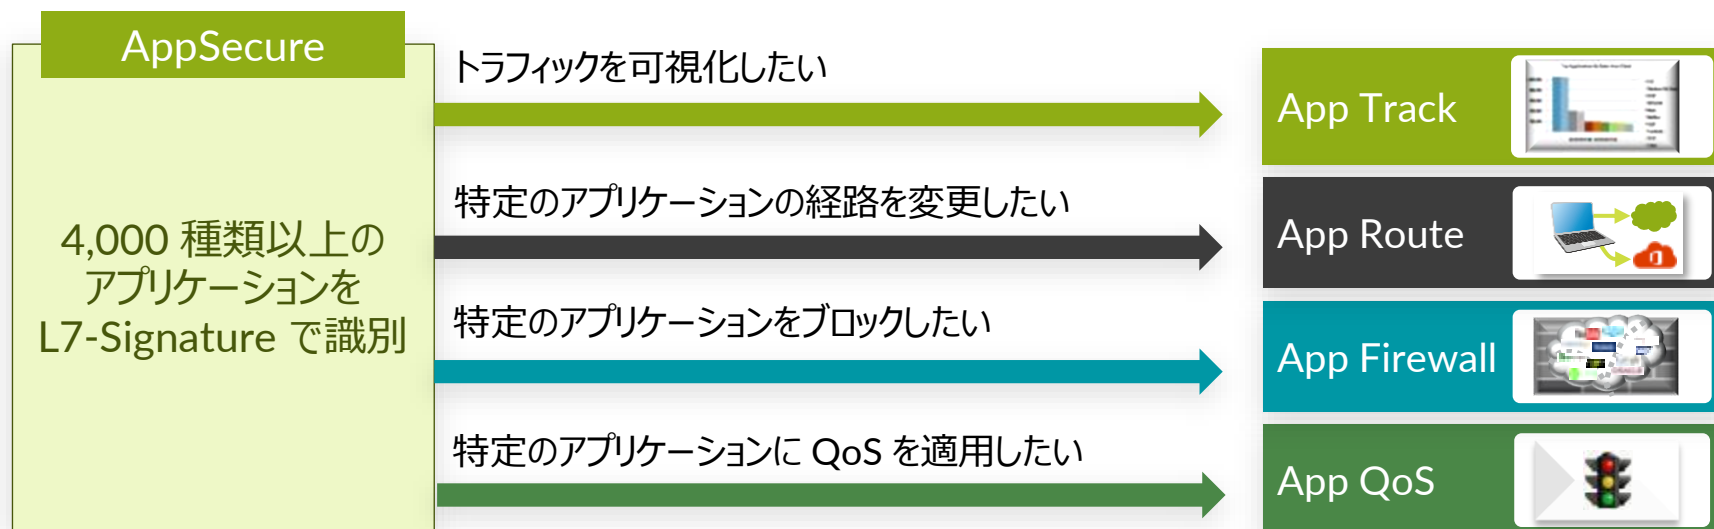 AppSecure
4,000 種類以上の
アプリケーションを
L7-Signature で識別
トラフィックを可視化したい
App Track
特定のアプリケーションの経路を変更したい
App Route
特定のアプリケーションをブロックしたい
App Firewall
特定のアプリケーションに QoS を適用したい
App QoS